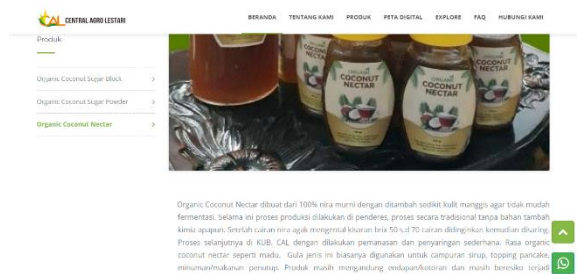 CENTRAL AGRO LESTARI
BERANDA TENTANG KAMI PRODUK PETA DIGITAL EXPLORE FAQ HUBUNGI KAMI
Produk
Organic Coconut Sugar Block
Organic Coconut Sugar Powder
Organic Coconut Nectar
ORGANIC
COCONUT
NECTAR
COCONUT
NECTAR
COCONUT
NECTAR
Organic Coconut Nectar dibuat dari 100% nira murni dengan ditambah sedikit kulit manggis agar tidak mudah
fermentasi. Selama ini proses produksi dilakukan di penderes, proses secara tradisional tanpa bahan tambah
kimia apapun. Setelah cairan nira agak mengental kisaran brix 50 s.d 70 cairan didinginkan kemudian disaring.
Proses selanjutnya di KUB. CAL dengan dilakukan pemanasan dan penyaringan sederhana. Rasa organic
coconut nectar seperti madu. Gula jenis ini biasanya digunakan untuk campuran sirup, topping pancake,
minuman/makanan penutup. Produk masih mengandung endapan/kotoran dan masih beresiko terjadi